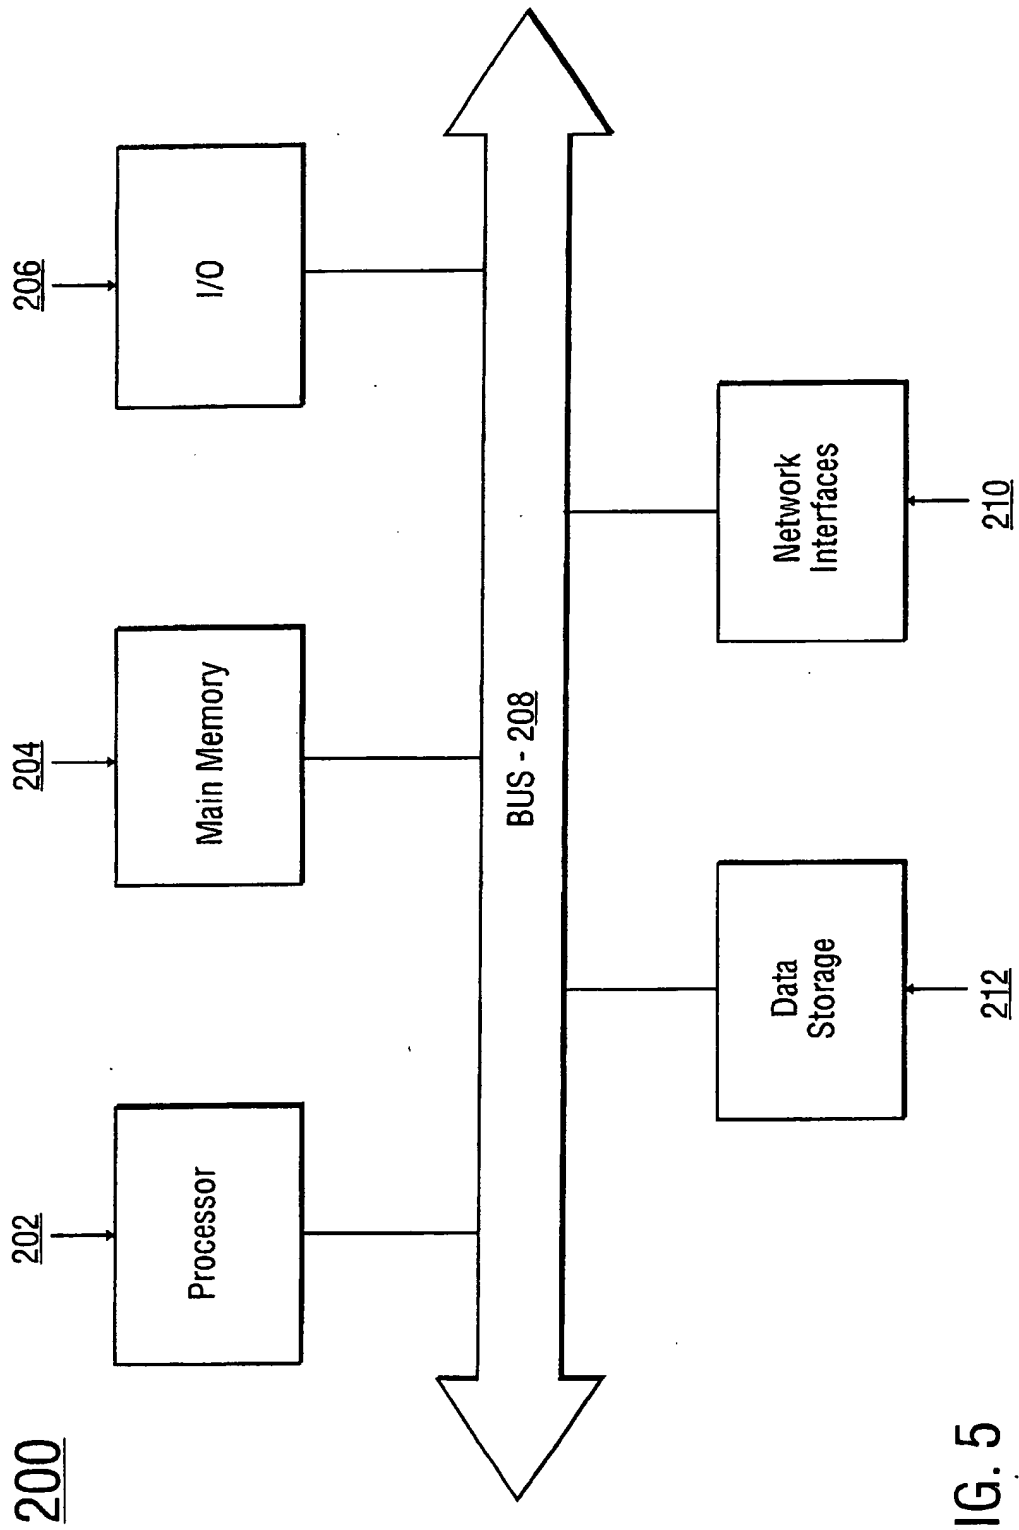 200
202
Processor
204
Main Memory
206
I/O
BUS - 208
Data
Storage
212
Network
Interfaces
210
IG. 5